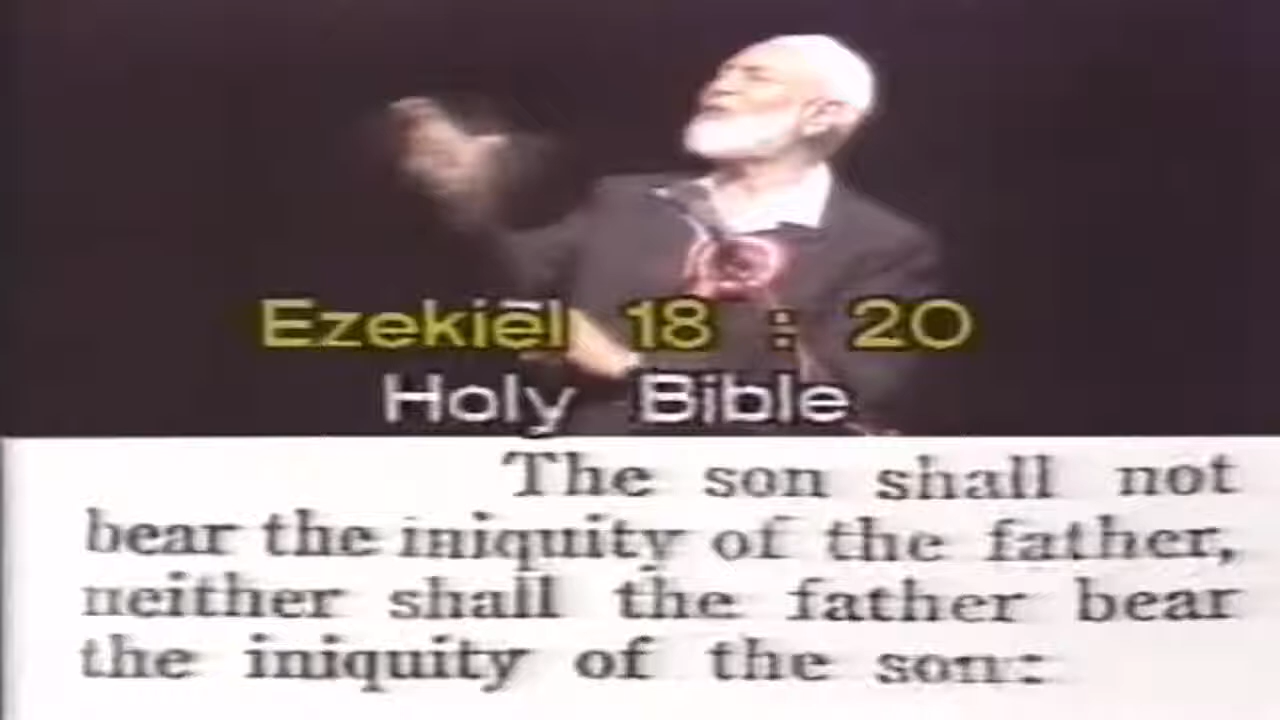 Ezekiel 18 : 20
Holy Bible
The son shall not
bear the iniquity of the father,
neither shall the father bear
the iniquity of the son: